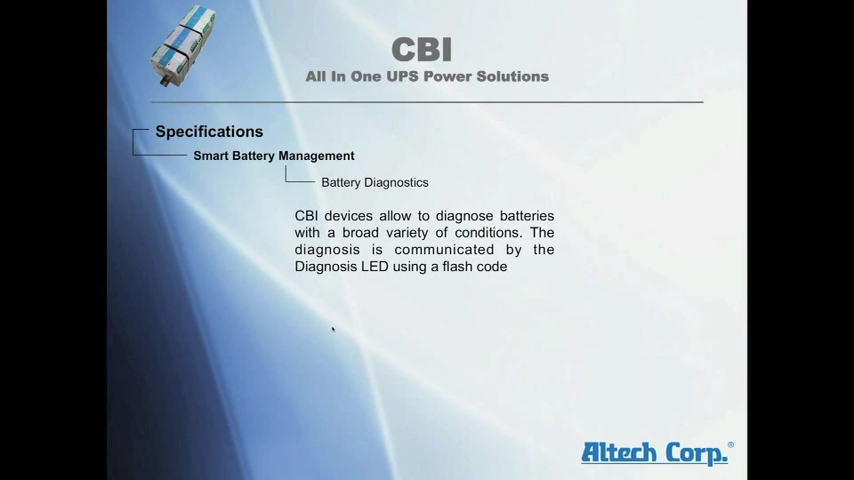 CBI
All In One UPS Power Solutions
Specifications
Smart Battery Management
Battery Diagnostics
CBI devices allow to diagnose batteries
with a broad variety of conditions. The
diagnosis is communicated by the
Diagnosis LED using a flash code
Altech Corp.®